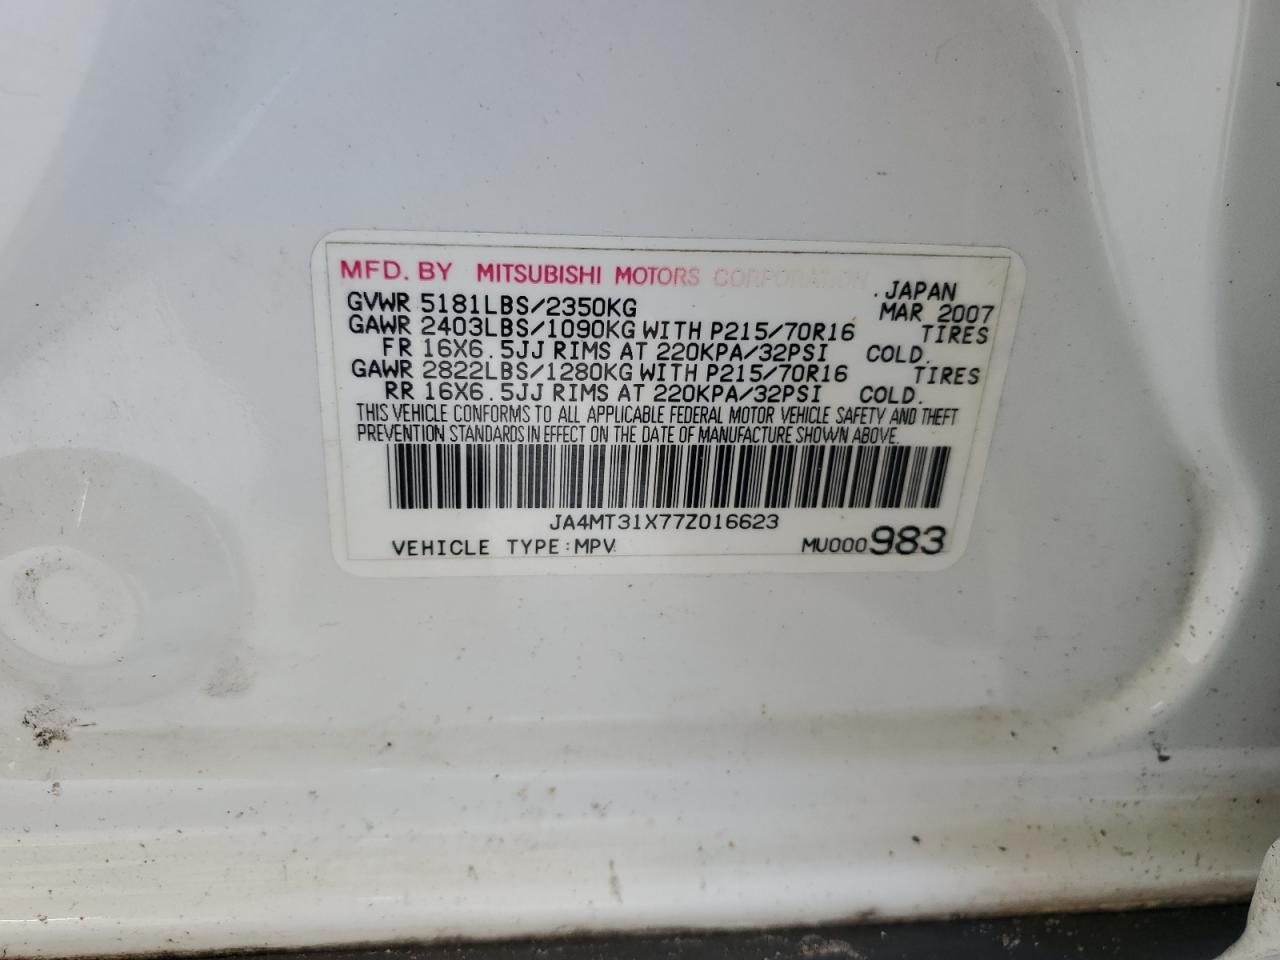 MFD. BY MITSUBISHI MOTORS CORPORATION, JAPAN
GVWR 5181LBS/2350KG MAR 2007
GAWR 2403LBS/1090KG WITH P215/70R16 TIRES
FR 16X6.5JJ RIMS AT 220KPA/32PSI COLD.
GAWR 2822LBS/1280KG WITH P215/70R16 TIRES
RR 16X6.5JJ RIMS AT 220KPA/32PSI COLD.
THIS VEHICLE CONFORMS TO ALL APPLICABLE FEDERAL MOTOR VEHICLE SAFETY AND THEFT
PREVENTION STANDARDS IN EFFECT ON THE DATE OF MANUFACTURE SHOWN ABOVE.
JA4MT31X77Z016623
VEHICLE TYPE:MPV MU000983